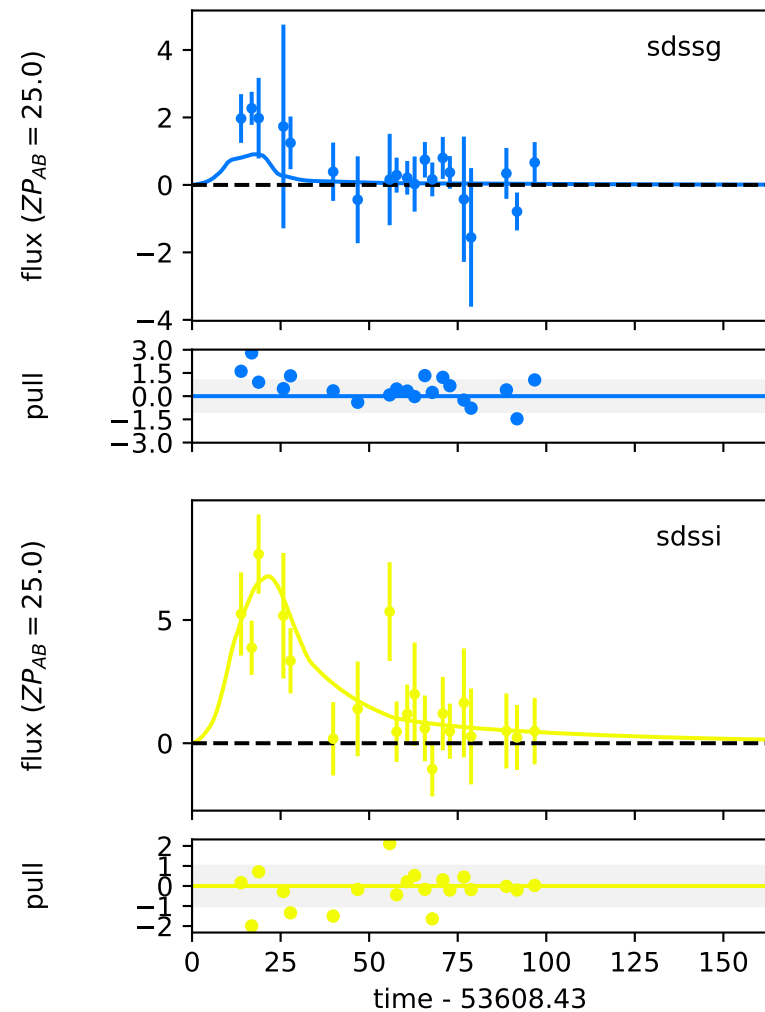 sdssg
flux (ZP_AB = 25.0)
4
2
0
−2
−4
pull
3.0
1.5
0.0
−1.5
−3.0
sdssi
flux (ZP_AB = 25.0)
5
0
pull
2
1
0
−1
−2
0 25 50 75 100 125 150
time - 53608.43